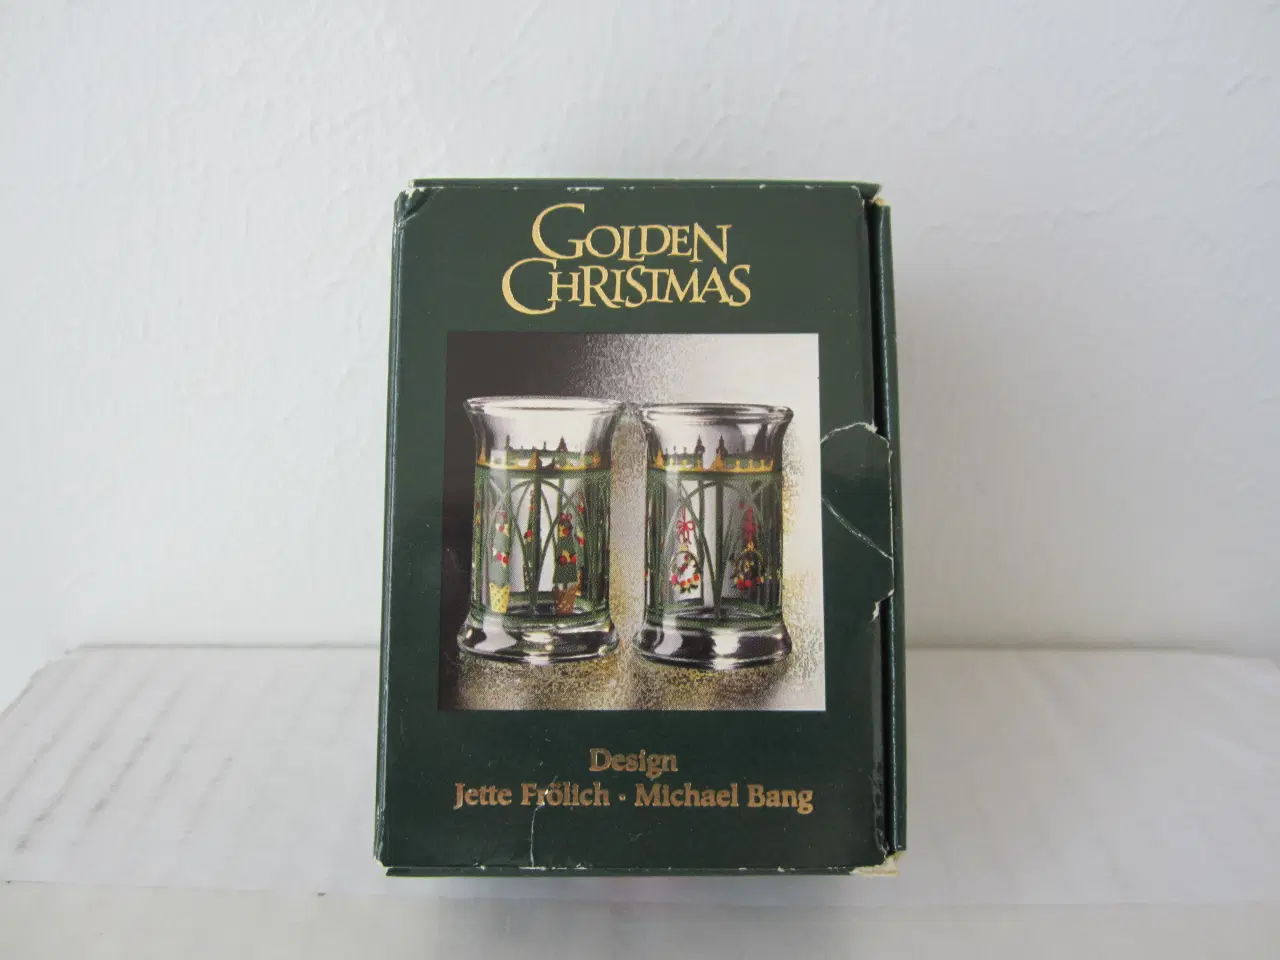 GOLDEN
CHRISTMAS
Design
Jette Frölich · Michael Bang